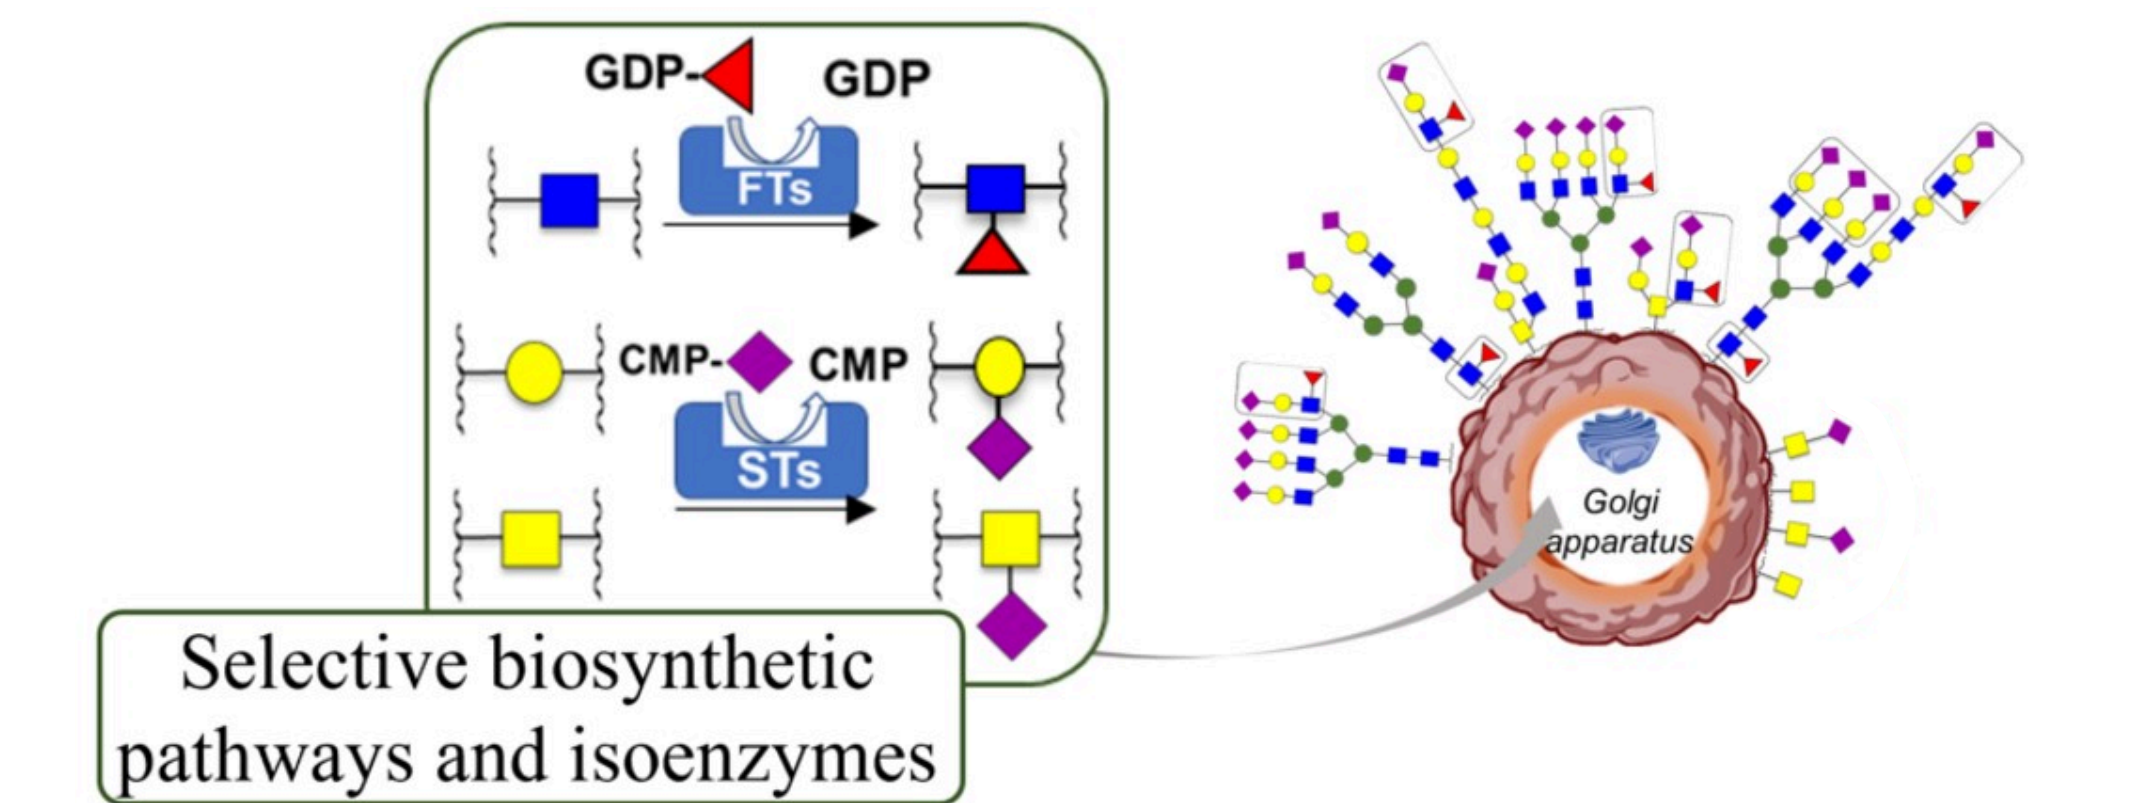 GDP-
GDP
FTs
CMP-
CMP
STs
Selective biosynthetic
pathways and isoenzymes
Golgi
apparatus